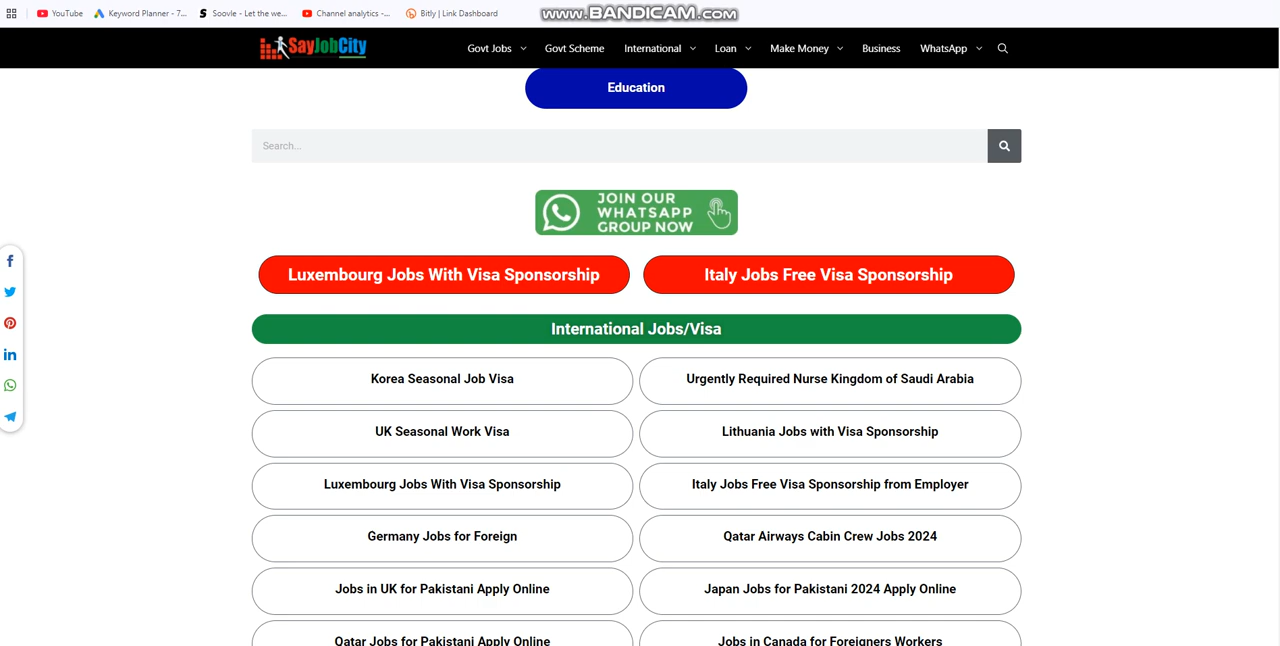 YouTube Keyword Planner - 7... Soovle - Let the we... Channel analytics -... Bitly | Link Dashboard
www.BANDICAM.com
SayJobCity Govt Jobs Govt Scheme International Loan Make Money Business WhatsApp
Education
Search...
JOIN OUR
WHATSAPP
GROUP NOW
Luxembourg Jobs With Visa Sponsorship Italy Jobs Free Visa Sponsorship
International Jobs/Visa
Korea Seasonal Job Visa Urgently Required Nurse Kingdom of Saudi Arabia
UK Seasonal Work Visa Lithuania Jobs with Visa Sponsorship
Luxembourg Jobs With Visa Sponsorship Italy Jobs Free Visa Sponsorship from Employer
Germany Jobs for Foreign Qatar Airways Cabin Crew Jobs 2024
Jobs in UK for Pakistani Apply Online Japan Jobs for Pakistani 2024 Apply Online
Qatar Jobs for Pakistani Apply Online Jobs in Canada for Foreigners Workers